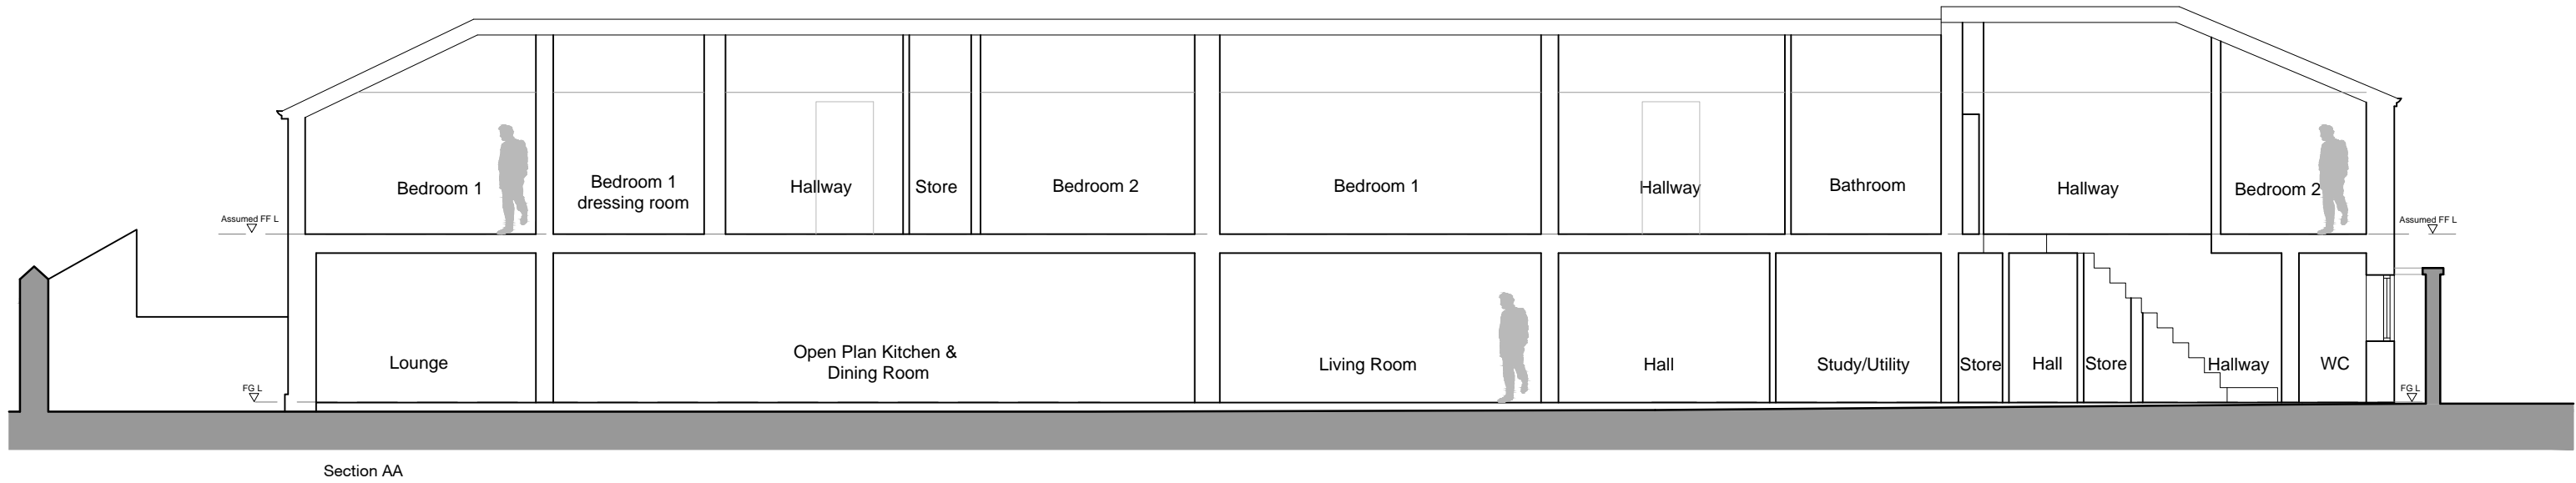 Bedroom 1
Bedroom 1
dressing room
Hallway
Store
Bedroom 2
Bedroom 1
Hallway
Bathroom
Hallway
Bedroom 2
Assumed FF L
Assumed FF L
Lounge
Open Plan Kitchen &
Dining Room
Living Room
Hall
Study/Utility
Store
Hall
Store
Hallway
WC
FG L
FG L
Section AA